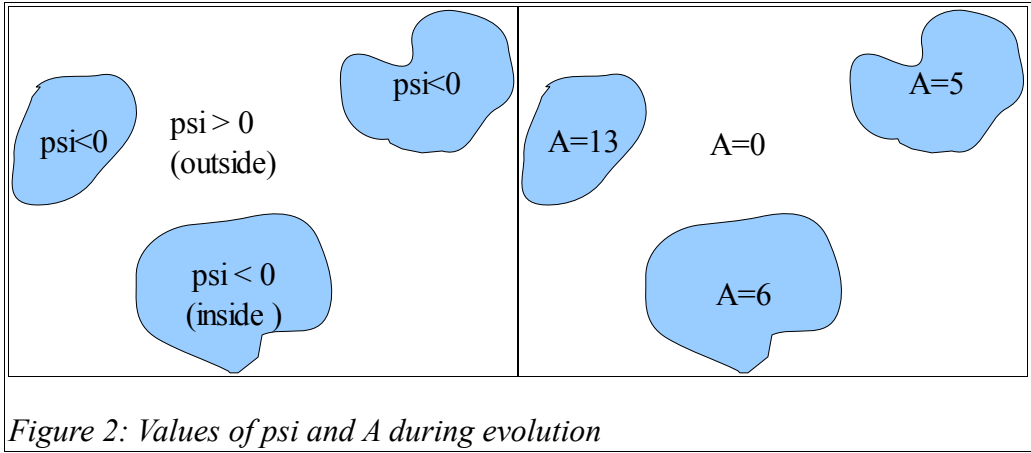 psi<0
psi > 0
(outside)
psi<0
psi < 0
(inside )
A=13
A=0
A=5
A=6
Figure 2: Values of psi and A during evolution